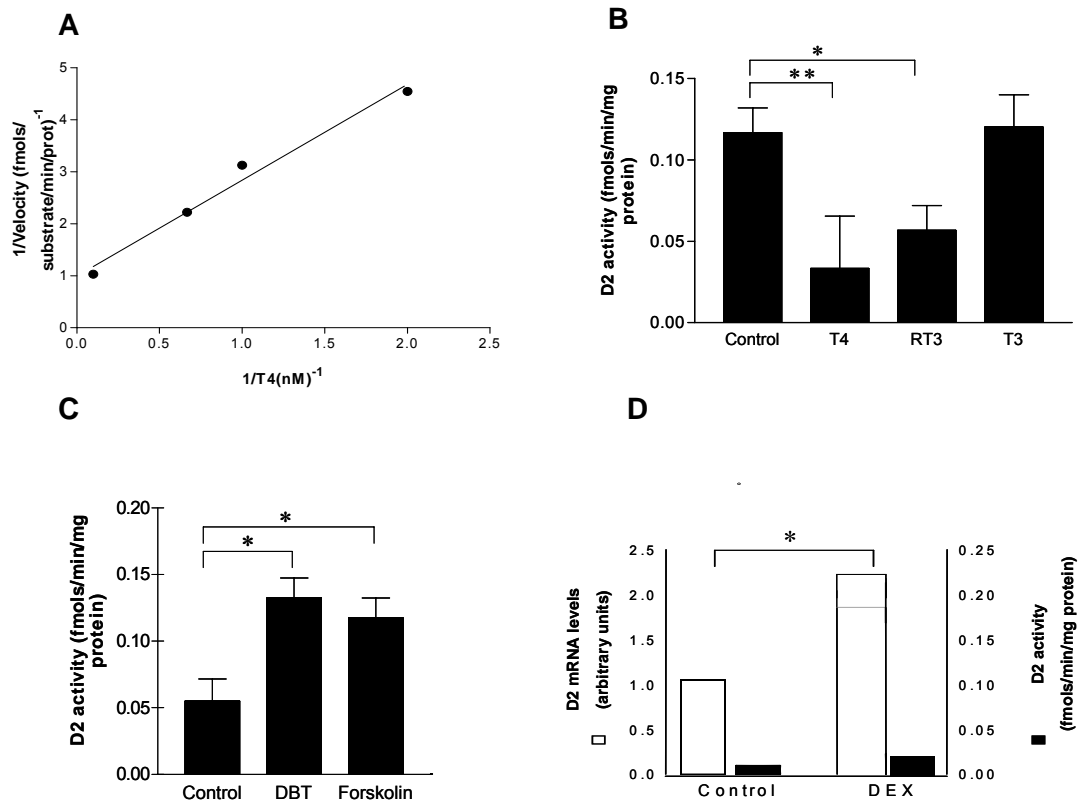 A
1/Velocity (fmols/
substrate/min/prot)⁻¹
5
4
3
2
1
0
0.0 0.5 1.0 1.5 2.0 2.5
1/T4(nM)⁻¹
B
D2 activity (fmols/min/mg
protein)
0.15
0.10
0.05
0.00
*
**
Control T4 RT3 T3
C
D2 activity (fmols/min/mg
protein)
0.20
0.15
0.10
0.05
0.00
*
*
Control DBT Forskolin
D
D2 mRNA levels
(arbitrary units)
2.5
2.0
1.5
1.0
0.5
0.0
*
0.25
0.20
0.15
0.10
0.05
0.00
D2 activity
(fmols/min/mg protein)
Control DEX